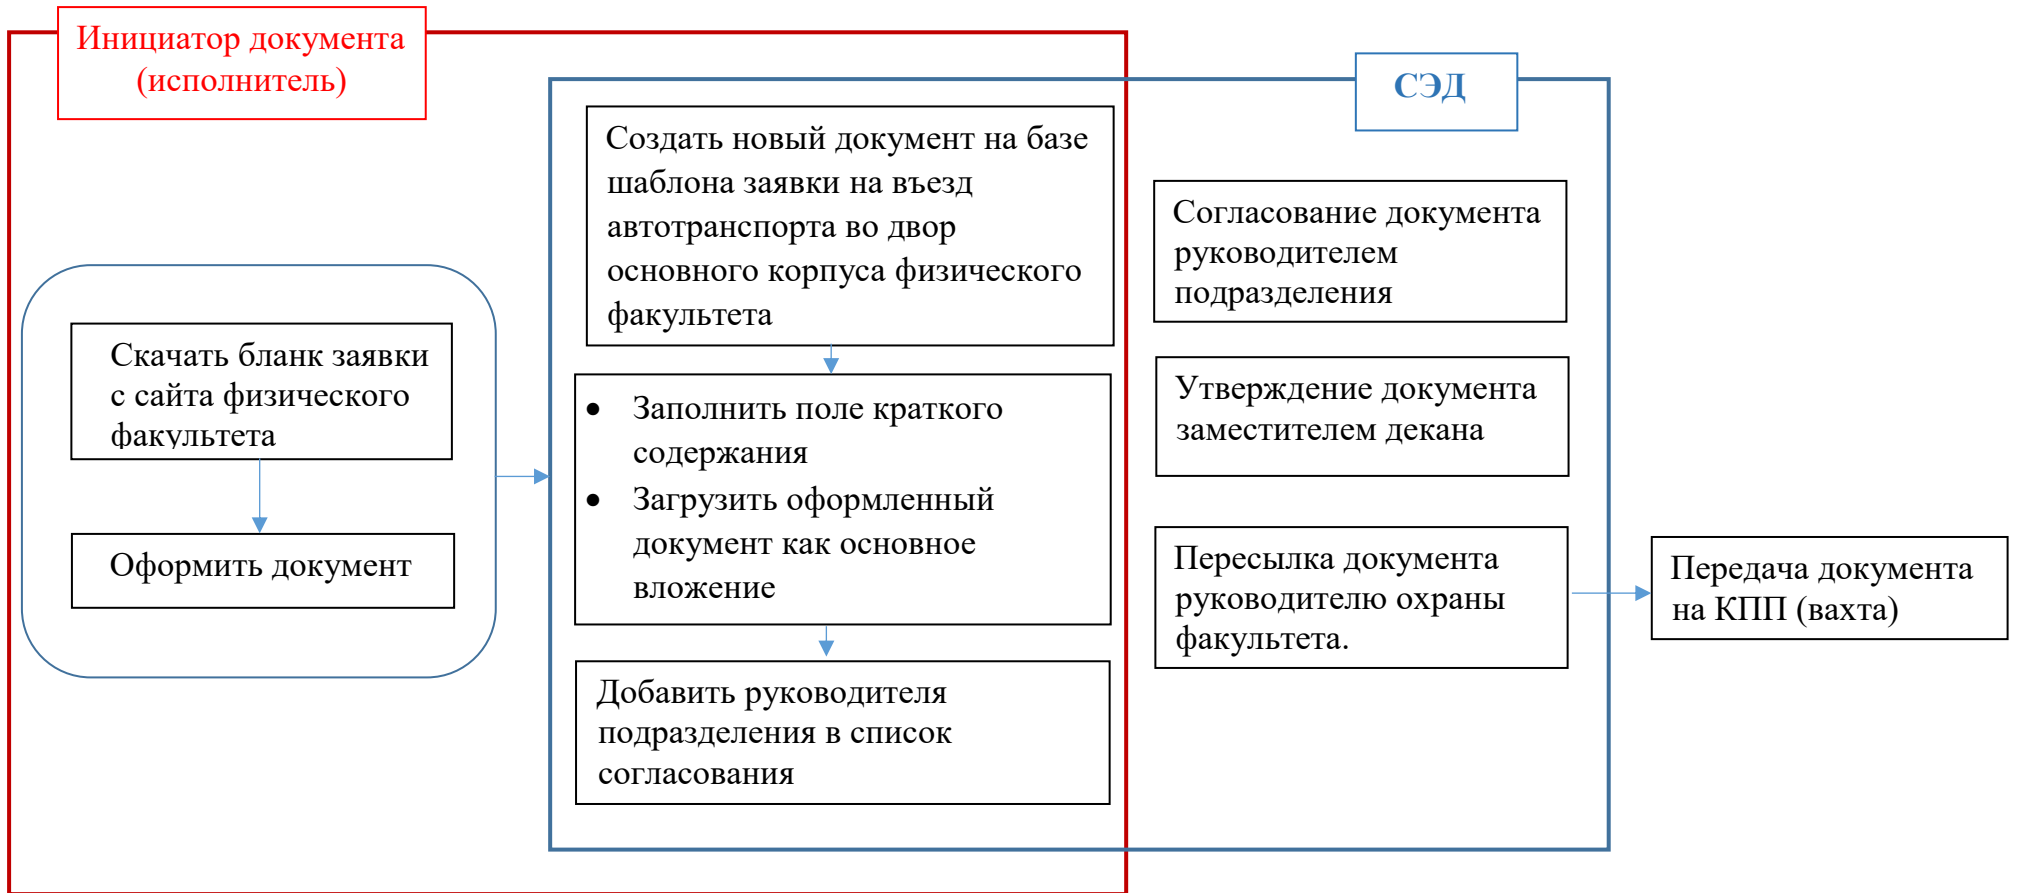 Инициатор документа
(исполнитель)
СЭД
Скачать бланк заявки
с сайта физического
факультета
Оформить документ
Создать новый документ на базе
шаблона заявки на въезд
автотранспорта во двор
основного корпуса физического
факультета
• Заполнить поле краткого
содержания
• Загрузить оформленный
документ как основное
вложение
Добавить руководителя
подразделения в список
согласования
Согласование документа
руководителем
подразделения
Утверждение документа
заместителем декана
Пересылка документа
руководителю охраны
факультета.
Передача документа
на КПП (вахта)